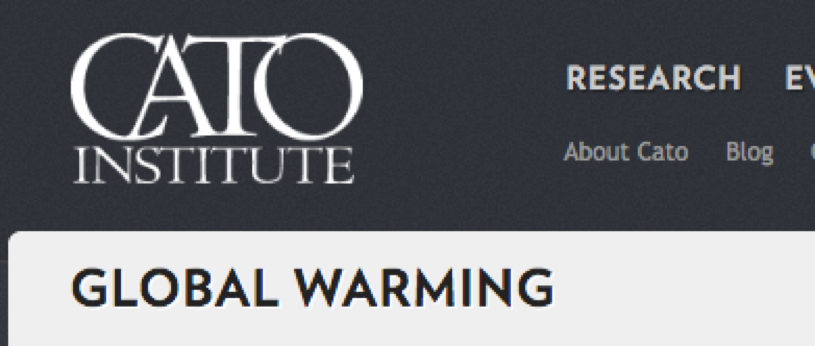 CATO
INSTITUTE
RESEARCH
About Cato Blog
GLOBAL WARMING